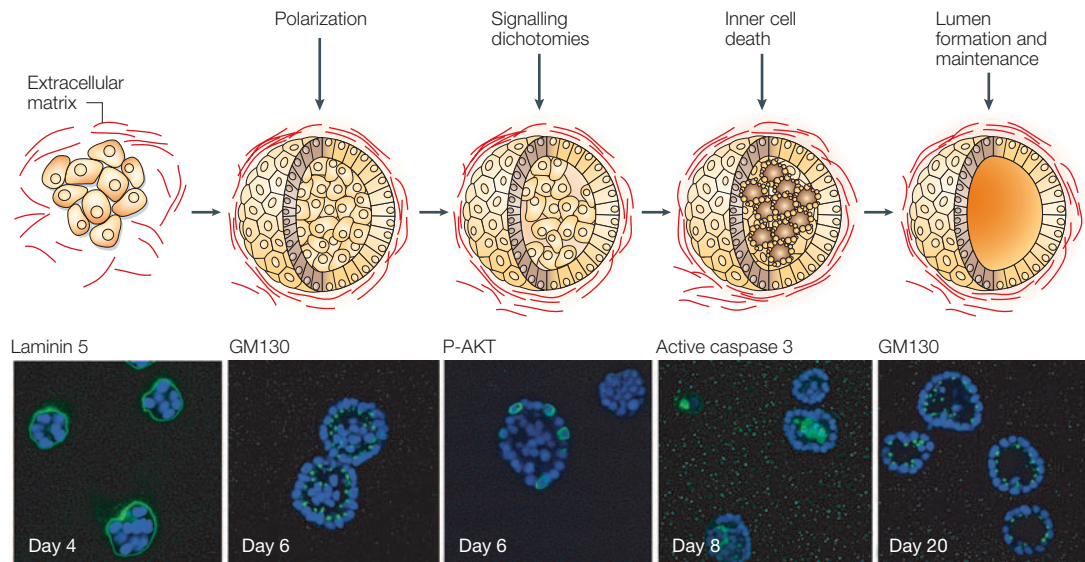 Polarization
Signalling
dichotomies
Inner cell
death
Lumen
formation and
maintenance
Extracellular
matrix
Laminin 5
GM130
P-AKT
Active caspase 3
GM130
Day 4
Day 6
Day 6
Day 8
Day 20